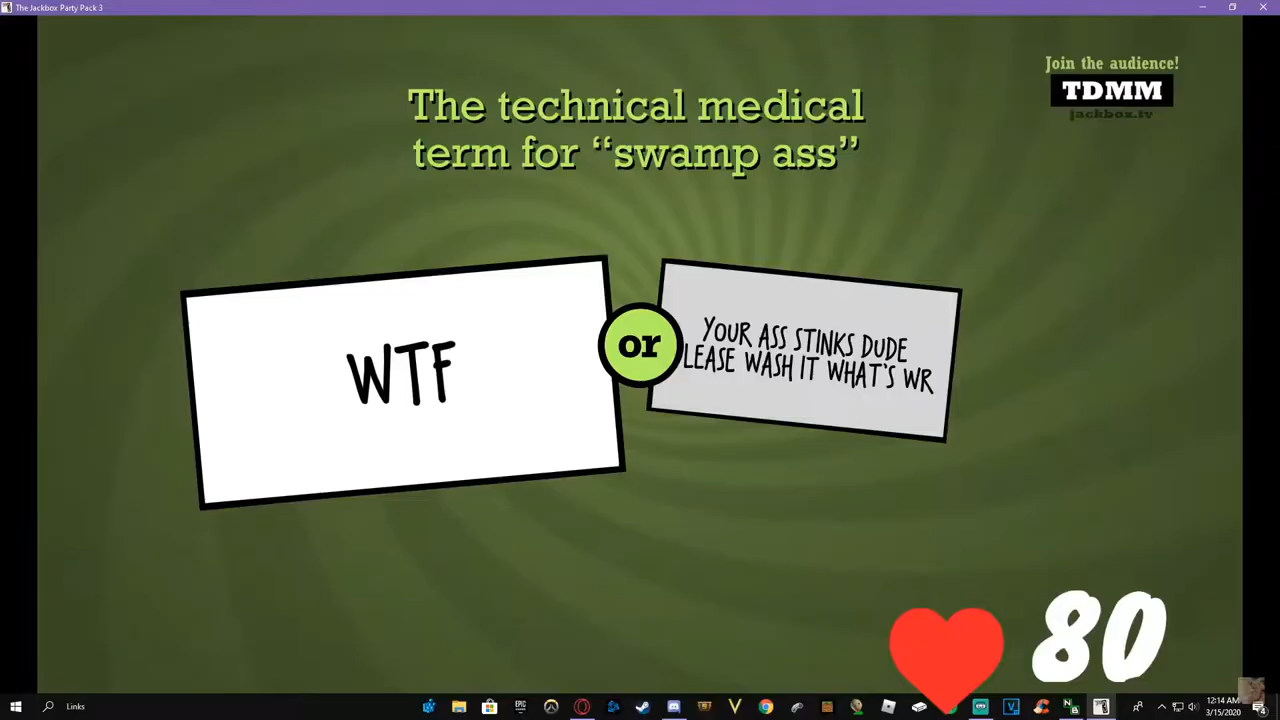 The Jackbox Party Pack 3
Join the audience!
TDMM
jackbox.tv
The technical medical
term for “swamp ass”
WTF
or
YOUR ASS STINKS DUDE
LEASE WASH IT WHAT'S WR
80
Links
12:14 AM
3/15/2020